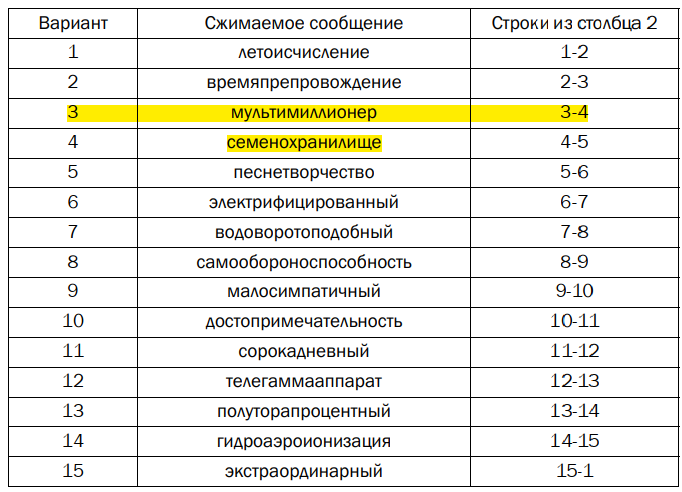 Вариант Сжимаемое сообщение Строки из столбца 2
1 летоисчисление 1-2
2 времяпрепровождение 2-3
3 мультимиллионер 3-4
4 семенохранилище 4-5
5 песнетворчество 5-6
6 электрифицированный 6-7
7 водоворотоподобный 7-8
8 самообороноспособность 8-9
9 малосимпатичный 9-10
10 достопримечательность 10-11
11 сорокадневный 11-12
12 телегаммааппарат 12-13
13 полуторапроцентный 13-14
14 гидроаэроионизация 14-15
15 экстраординарный 15-1